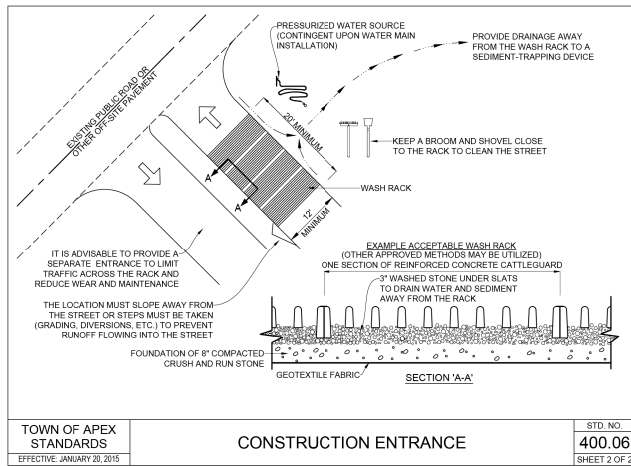 PRESSURIZED WATER SOURCE
(CONTINGENT UPON WATER MAIN
INSTALLATION)
PROVIDE DRAINAGE AWAY
FROM THE WASH RACK TO A
SEDIMENT-TRAPPING DEVICE
EXISTING PUBLIC ROAD OR
OTHER OFF-SITE PAVEMENT
20' MINIMUM
KEEP A BROOM AND SHOVEL CLOSE
TO THE RACK TO CLEAN THE STREET
A
A
WASH RACK
12'
MINIMUM
IT IS ADVISABLE TO PROVIDE A
SEPARATE ENTRANCE TO LIMIT
TRAFFIC ACROSS THE RACK AND
REDUCE WEAR AND MAINTENANCE
EXAMPLE ACCEPTABLE WASH RACK
(OTHER APPROVED METHODS MAY BE UTILIZED)
ONE SECTION OF REINFORCED CONCRETE CATTLEGUARD
3" WASHED STONE UNDER SLATS
TO DRAIN WATER AND SEDIMENT
AWAY FROM THE RACK
THE LOCATION MUST SLOPE AWAY FROM
THE STREET OR STEPS MUST BE TAKEN
(GRADING, DIVERSIONS, ETC.) TO PREVENT
RUNOFF FLOWING INTO THE STREET
FOUNDATION OF 8" COMPACTED
CRUSH AND RUN STONE
GEOTEXTILE FABRIC
SECTION 'A-A'
TOWN OF APEX
STANDARDS
EFFECTIVE: JANUARY 20, 2015
CONSTRUCTION ENTRANCE
STD. NO.
400.06
SHEET 2 OF 2